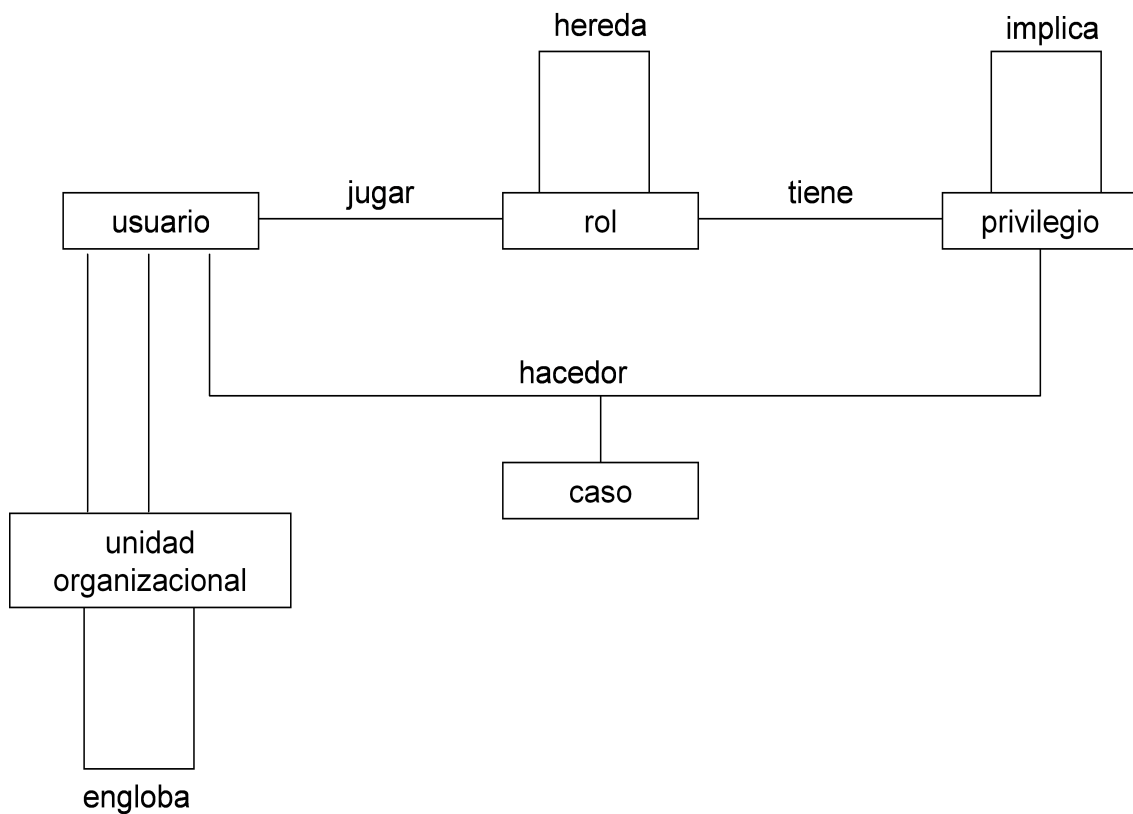 hereda
implica
jugar
tiene
usuario
rol
privilegio
hacedor
caso
unidad
organizacional
engloba